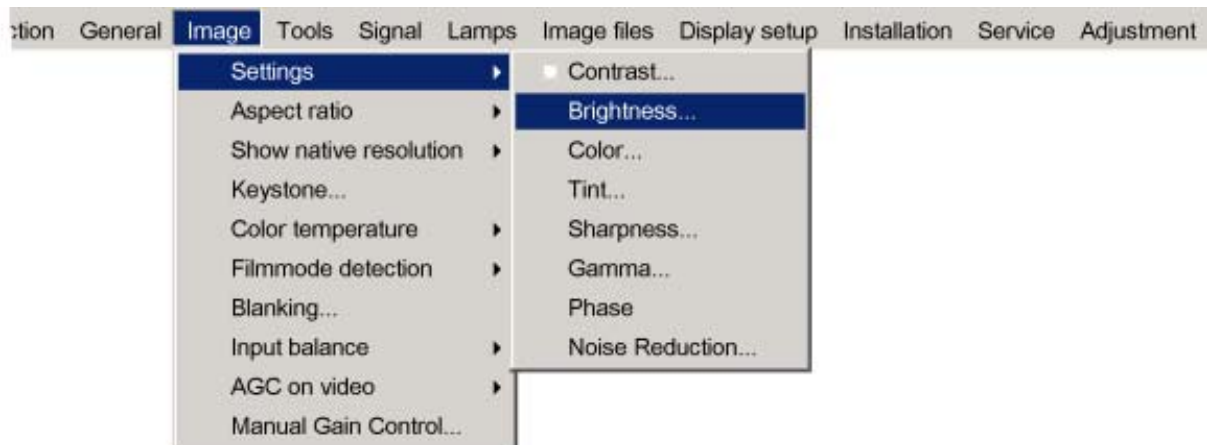 ction General Image Tools Signal Lamps Image files Display setup Installation Service Adjustment
Settings
Aspect ratio
Show native resolution
Keystone...
Color temperature
Filmmode detection
Blanking...
Input balance
AGC on video
Manual Gain Control...
Contrast...
Brightness...
Color...
Tint...
Sharpness...
Gamma...
Phase
Noise Reduction...